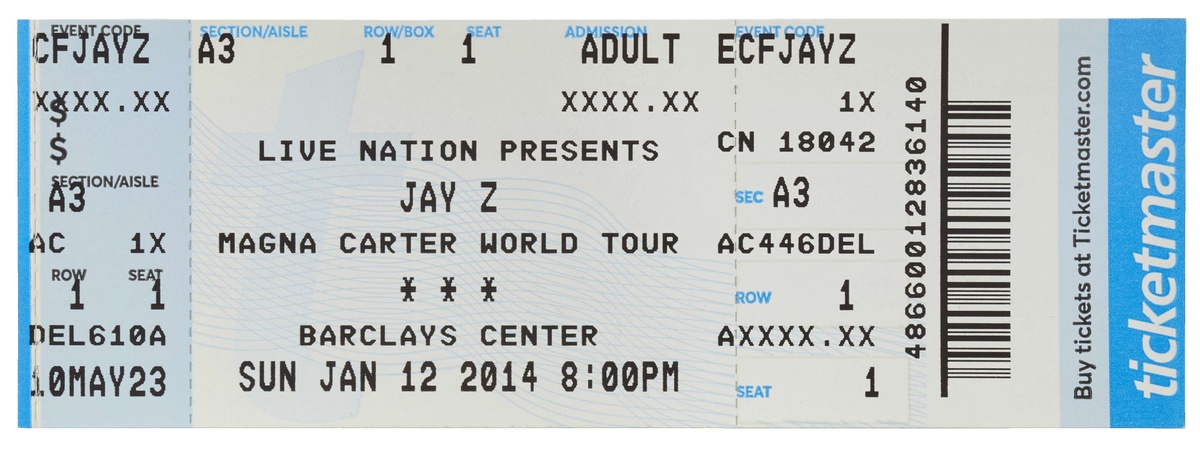 EVENT CODE
CFJAYZ
XXXX.XX
$
$
SECTION/AISLE
A3
AC 1X
ROW SEAT
1 1
DEL610A
10MAY23
SECTION/AISLE ROW/BOX SEAT ADMISSION
A3 1 1 ADULT
XXXX.XX
LIVE NATION PRESENTS
JAY Z
MAGNA CARTER WORLD TOUR
* * *
BARCLAYS CENTER
SUN JAN 12 2014 8:00PM
EVENT CODE
ECFJAYZ
1X
CN 18042
SEC A3
AC446DEL
ROW 1
AXXXX.XX
SEAT 1
48660012836140
Buy tickets at Ticketmaster.com
ticketmaster